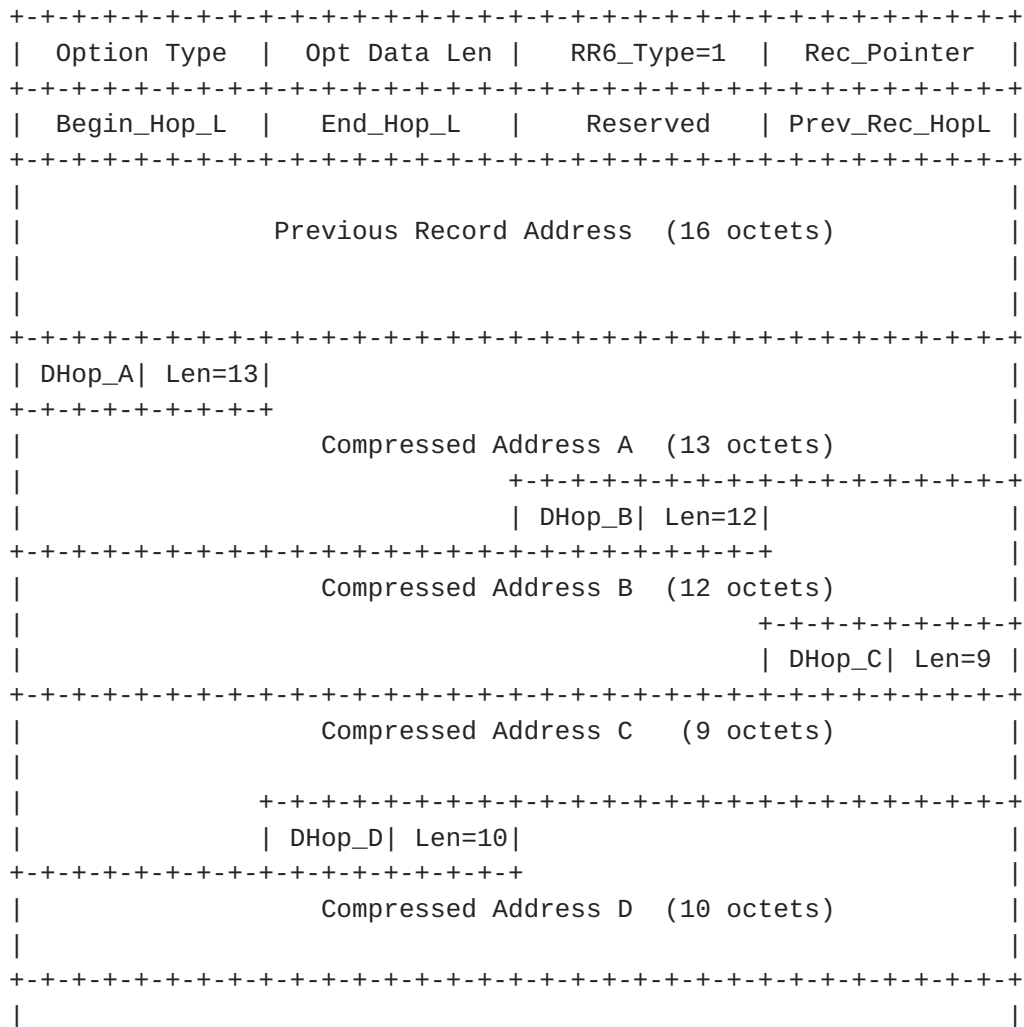 +-+-+-+-+-+-+-+-+-+-+-+-+-+-+-+-+-+-+-+-+-+-+-+-+-+-+-+-+-+-+-+-+
|  Option Type  |  Opt Data Len |   RR6_Type=1  |  Rec_Pointer  |
+-+-+-+-+-+-+-+-+-+-+-+-+-+-+-+-+-+-+-+-+-+-+-+-+-+-+-+-+-+-+-+-+
|  Begin_Hop_L  |   End_Hop_L   |    Reserved   | Prev_Rec_HopL |
+-+-+-+-+-+-+-+-+-+-+-+-+-+-+-+-+-+-+-+-+-+-+-+-+-+-+-+-+-+-+-+-+
|                                                               |
|                Previous Record Address  (16 octets)           |
|                                                               |
|                                                               |
+-+-+-+-+-+-+-+-+-+-+-+-+-+-+-+-+-+-+-+-+-+-+-+-+-+-+-+-+-+-+-+-+
| DHop_A| Len=13|                                               |
+-+-+-+-+-+-+-+-+                                               |
|                   Compressed Address A  (13 octets)           |
|                               +-+-+-+-+-+-+-+-+-+-+-+-+-+-+-+-+
|                               | DHop_B| Len=12|               |
+-+-+-+-+-+-+-+-+-+-+-+-+-+-+-+-+-+-+-+-+-+-+-+-+               |
|                   Compressed Address B  (12 octets)           |
|                                               +-+-+-+-+-+-+-+-+
|                                               | DHop_C| Len=9 |
+-+-+-+-+-+-+-+-+-+-+-+-+-+-+-+-+-+-+-+-+-+-+-+-+-+-+-+-+-+-+-+-+
|                   Compressed Address C   (9 octets)           |
|                                                               |
|               +-+-+-+-+-+-+-+-+-+-+-+-+-+-+-+-+-+-+-+-+-+-+-+-+
|               | DHop_D| Len=10|                               |
+-+-+-+-+-+-+-+-+-+-+-+-+-+-+-+-+                               |
|                   Compressed Address D  (10 octets)           |
|                                                               |
+-+-+-+-+-+-+-+-+-+-+-+-+-+-+-+-+-+-+-+-+-+-+-+-+-+-+-+-+-+-+-+-+
|                                                               |